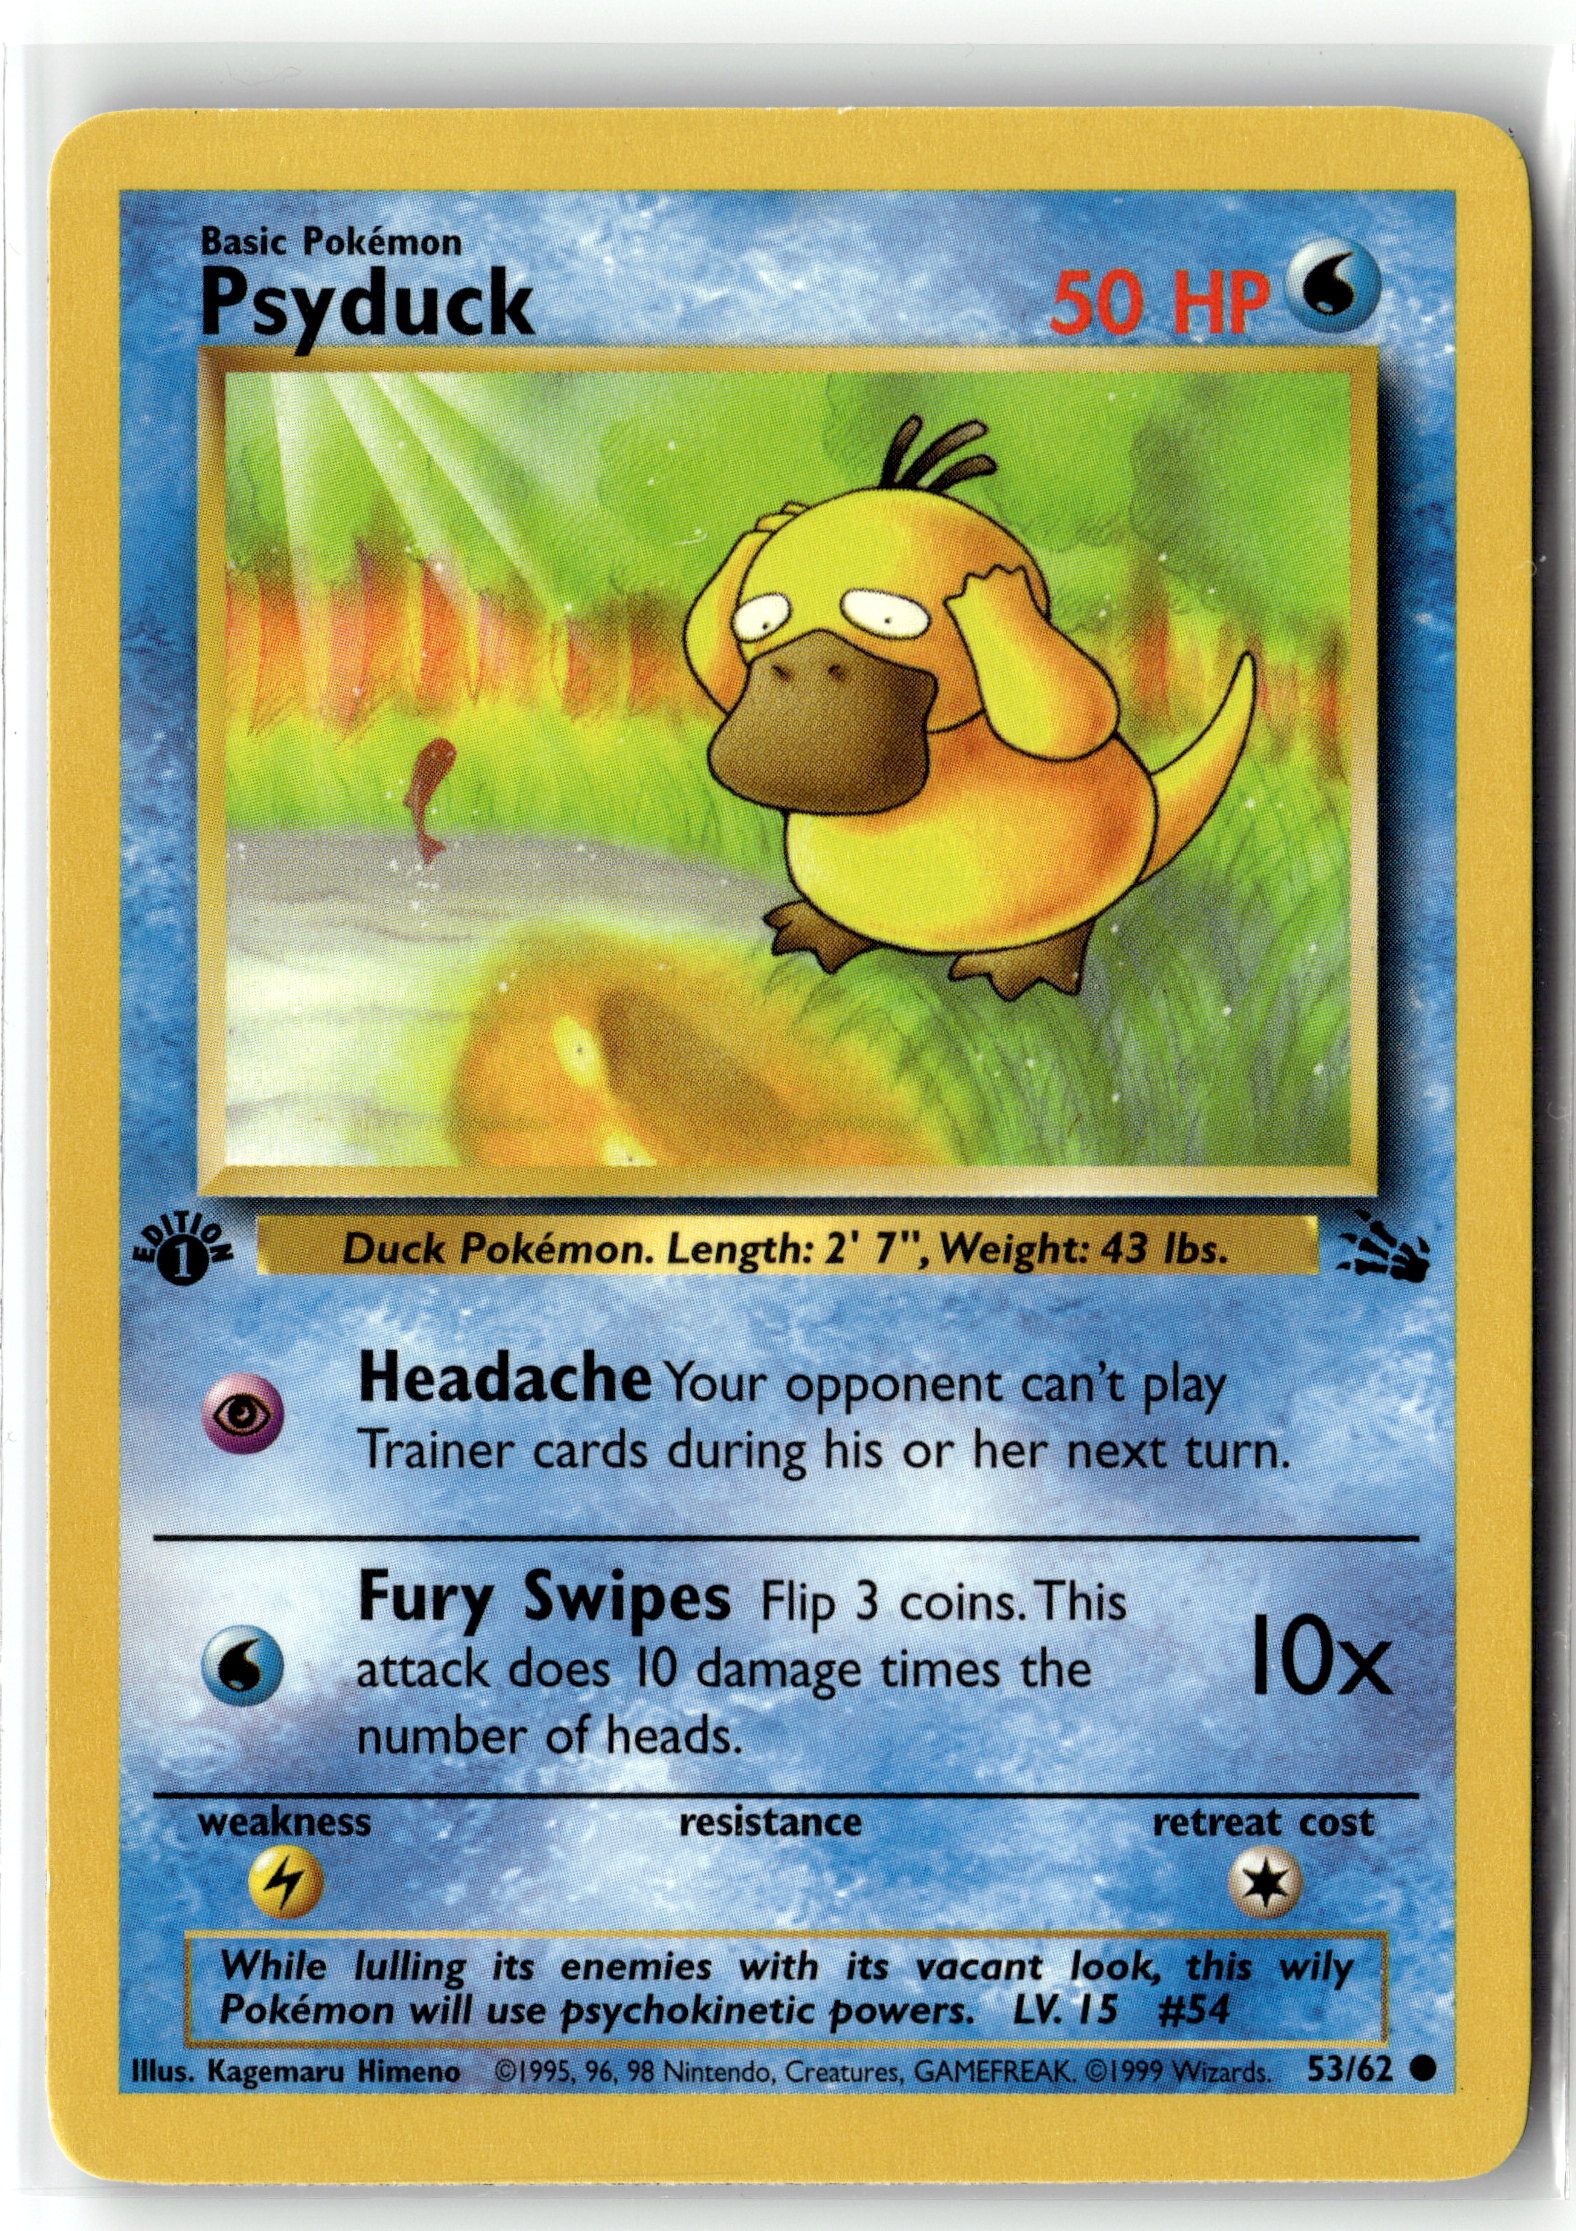 Basic Pokémon
Psyduck
50 HP
EDITION
1
Duck Pokémon. Length: 2' 7", Weight: 43 lbs.
Headache Your opponent can't play
Trainer cards during his or her next turn.
Fury Swipes Flip 3 coins. This
attack does 10 damage times the
number of heads.
10x
weakness
resistance
retreat cost
While lulling its enemies with its vacant look, this wily
Pokémon will use psychokinetic powers. LV. 15 #54
Illus. Kagemaru Himeno ©1995, 96, 98 Nintendo, Creatures, GAMEFREAK. ©1999 Wizards. 53/62